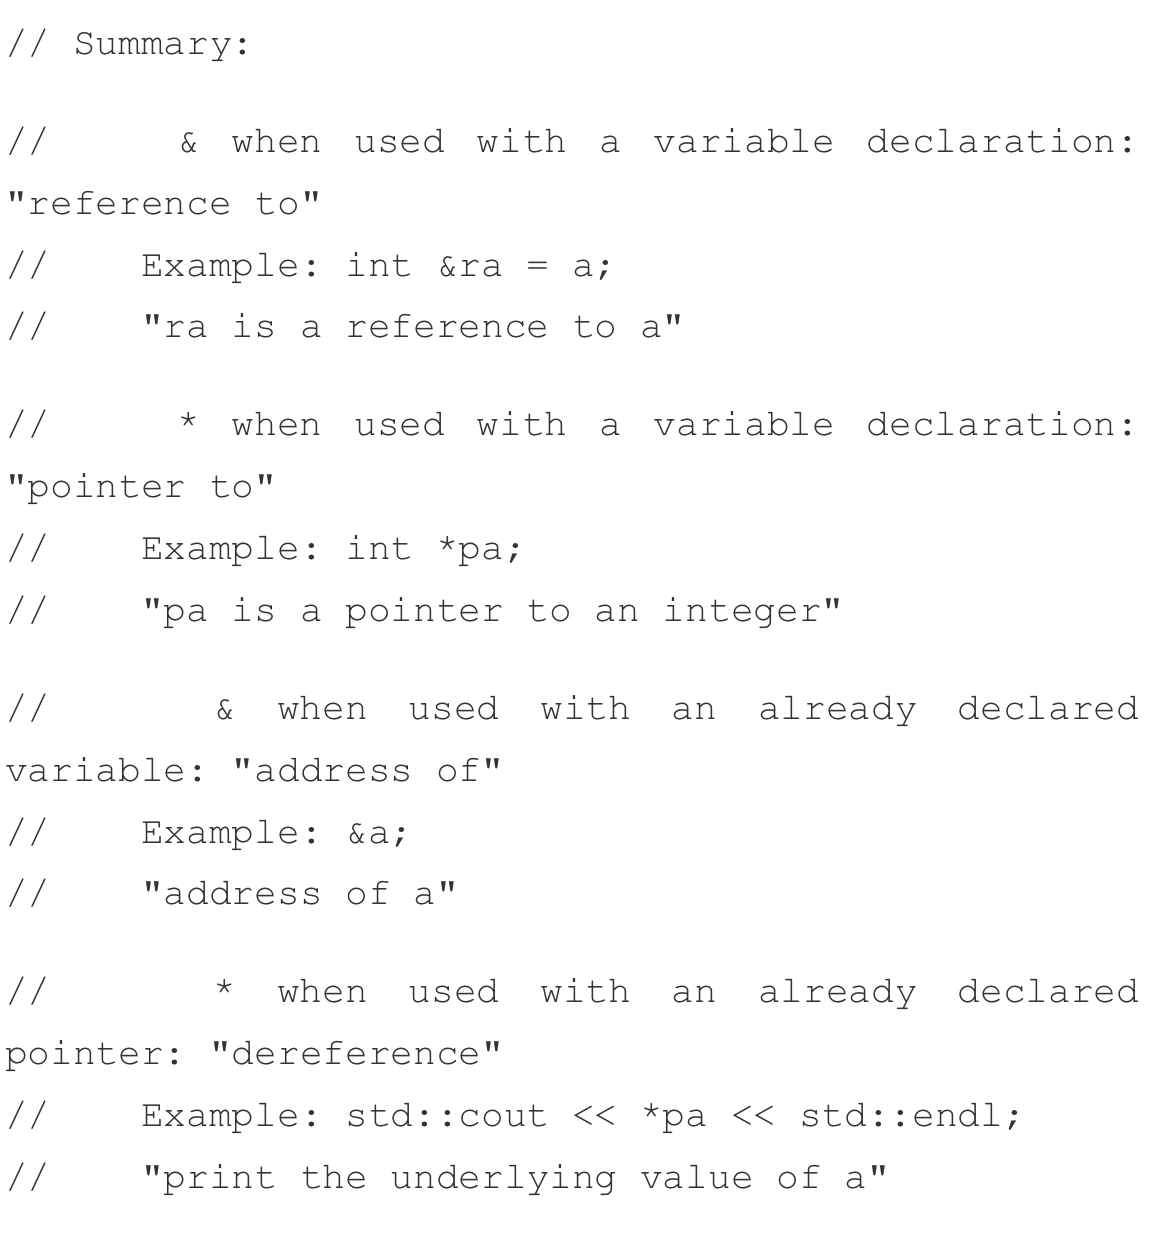 // Summary:
// & when used with a variable declaration:
"reference to"
// Example: int &ra = a;
// "ra is a reference to a"
// * when used with a variable declaration:
"pointer to"
// Example: int *pa;
// "pa is a pointer to an integer"
// & when used with an already declared
variable: "address of"
// Example: &a;
// "address of a"
// * when used with an already declared
pointer: "dereference"
// Example: std::cout << *pa << std::endl;
// "print the underlying value of a"